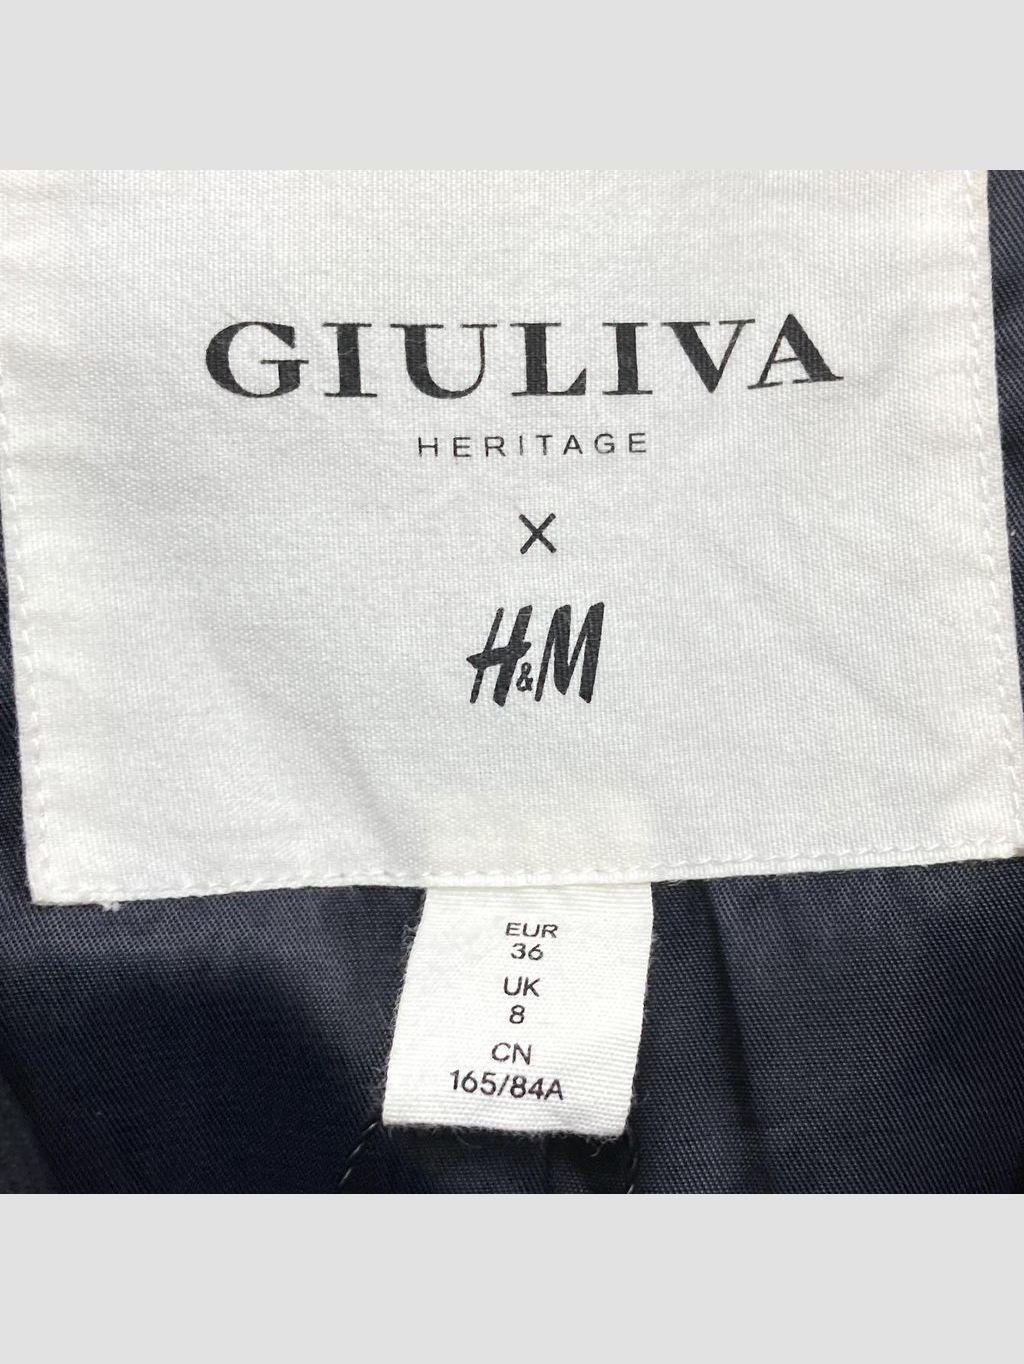 GIULIVA
HERITAGE
×
H&M
EUR
36
UK
8
CN
165/84A